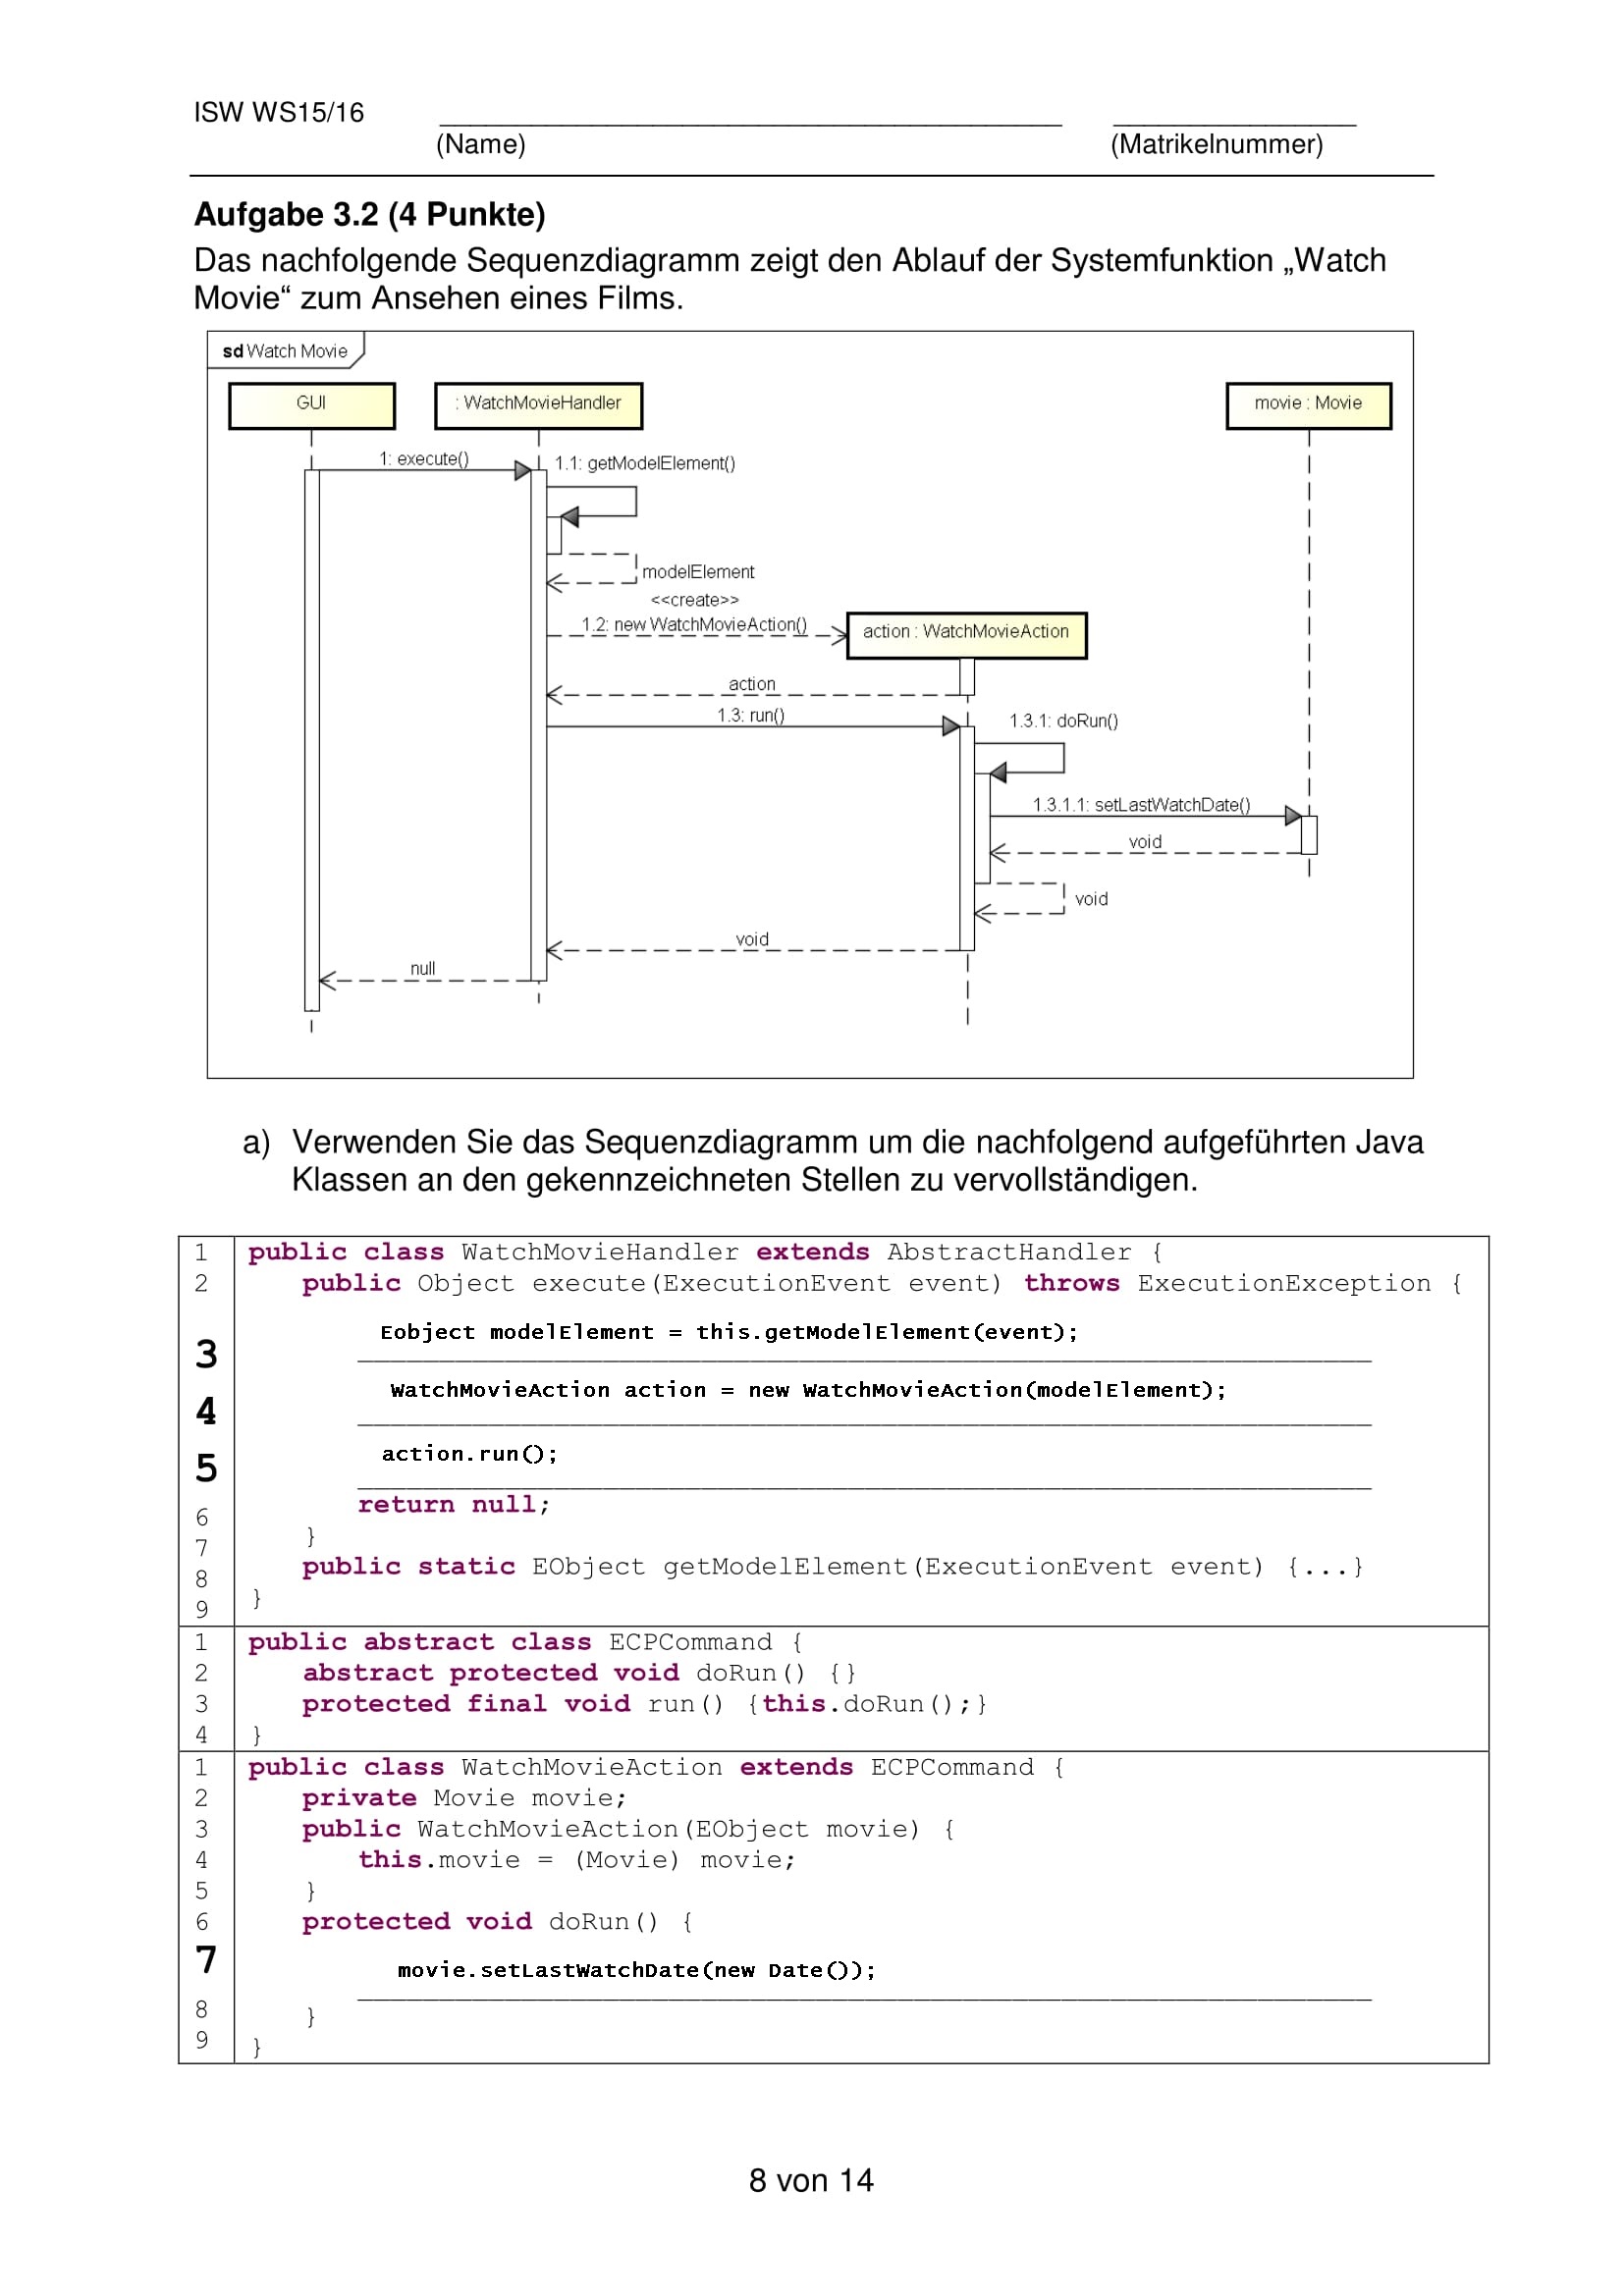 ISW WS15/16
(Name) (Matrikelnummer)
Aufgabe 3.2 (4 Punkte)
Das nachfolgende Sequenzdiagramm zeigt den Ablauf der Systemfunktion „Watch
Movie“ zum Ansehen eines Films.
sd Watch Movie
GUI
: WatchMovieHandler
movie : Movie
1: execute()
1.1: getModelElement()
modelElement
<<create>>
1.2: new WatchMovieAction()
action : WatchMovieAction
action
1.3: run()
1.3.1: doRun()
1.3.1.1: setLastWatchDate()
void
void
void
null
a) Verwenden Sie das Sequenzdiagramm um die nachfolgend aufgeführten Java
Klassen an den gekennzeichneten Stellen zu vervollständigen.
1 public class WatchMovieHandler extends AbstractHandler {
2 public Object execute(ExecutionEvent event) throws ExecutionException {
3 Eobject modelElement = this.getModelElement(event);
4 WatchMovieAction action = new WatchMovieAction(modelElement);
5 action.run();
6 return null;
7 }
8 public static EObject getModelElement(ExecutionEvent event) {...}
9 }
1 public abstract class ECPCommand {
2 abstract protected void doRun() {}
3 protected final void run() {this.doRun();}
4 }
1 public class WatchMovieAction extends ECPCommand {
2 private Movie movie;
3 public WatchMovieAction(EObject movie) {
4 this.movie = (Movie) movie;
5 }
6 protected void doRun() {
7 movie.setLastWatchDate(new Date());
8 }
9 }
8 von 14